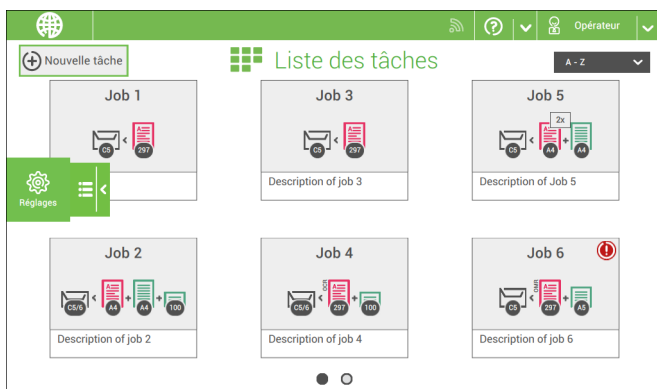 Opérateur
Nouvelle tâche
Liste des tâches
A - Z
Job 1
C5 < 297
Job 3
C5 < 297
Description of job 3
Job 5
2x
C5 < A4 + A4
Description of Job 5
Réglages
Job 2
C5/6 < A4 + A4 + 100
Description of job 2
Job 4
OCR
C5/6 < 297 + 100
Description of job 4
Job 6
OMR
C5 < 297 + A5
Description of job 6